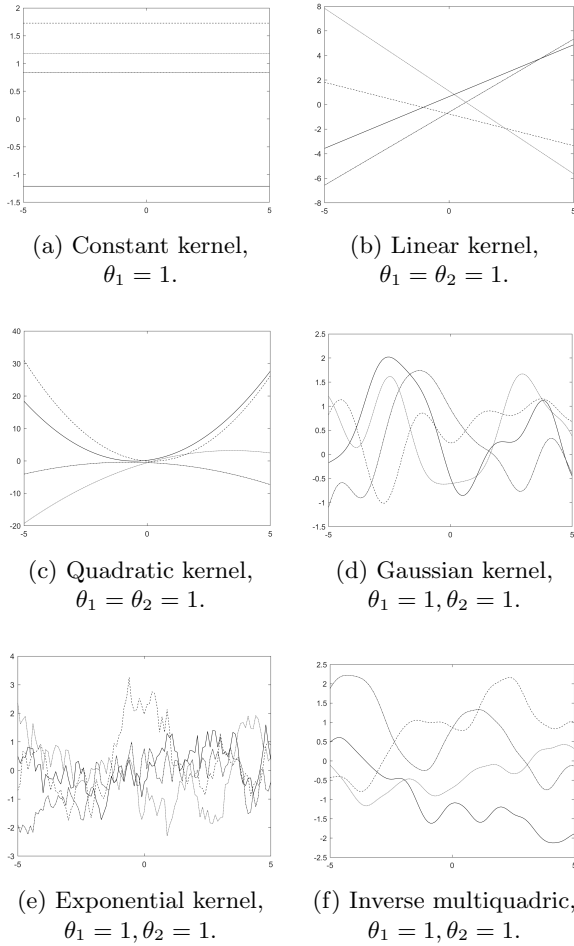 2
1.5
1
0.5
0
-0.5
-1
-1.5
-5 0 5
8
6
4
2
0
-2
-4
-6
-8
-5 0 5
(a) Constant kernel,
θ₁ = 1.
(b) Linear kernel,
θ₁ = θ₂ = 1.
40
30
20
10
0
-10
-20
-5 0 5
2.5
2
1.5
1
0.5
0
-0.5
-1
-1.5
-5 0 5
(c) Quadratic kernel,
θ₁ = θ₂ = 1.
(d) Gaussian kernel,
θ₁ = 1, θ₂ = 1.
4
3
2
1
0
-1
-2
-3
-5 0 5
2.5
2
1.5
1
0.5
0
-0.5
-1
-1.5
-2
-2.5
-5 0 5
(e) Exponential kernel,
θ₁ = 1, θ₂ = 1.
(f) Inverse multiquadric,
θ₁ = 1, θ₂ = 1.